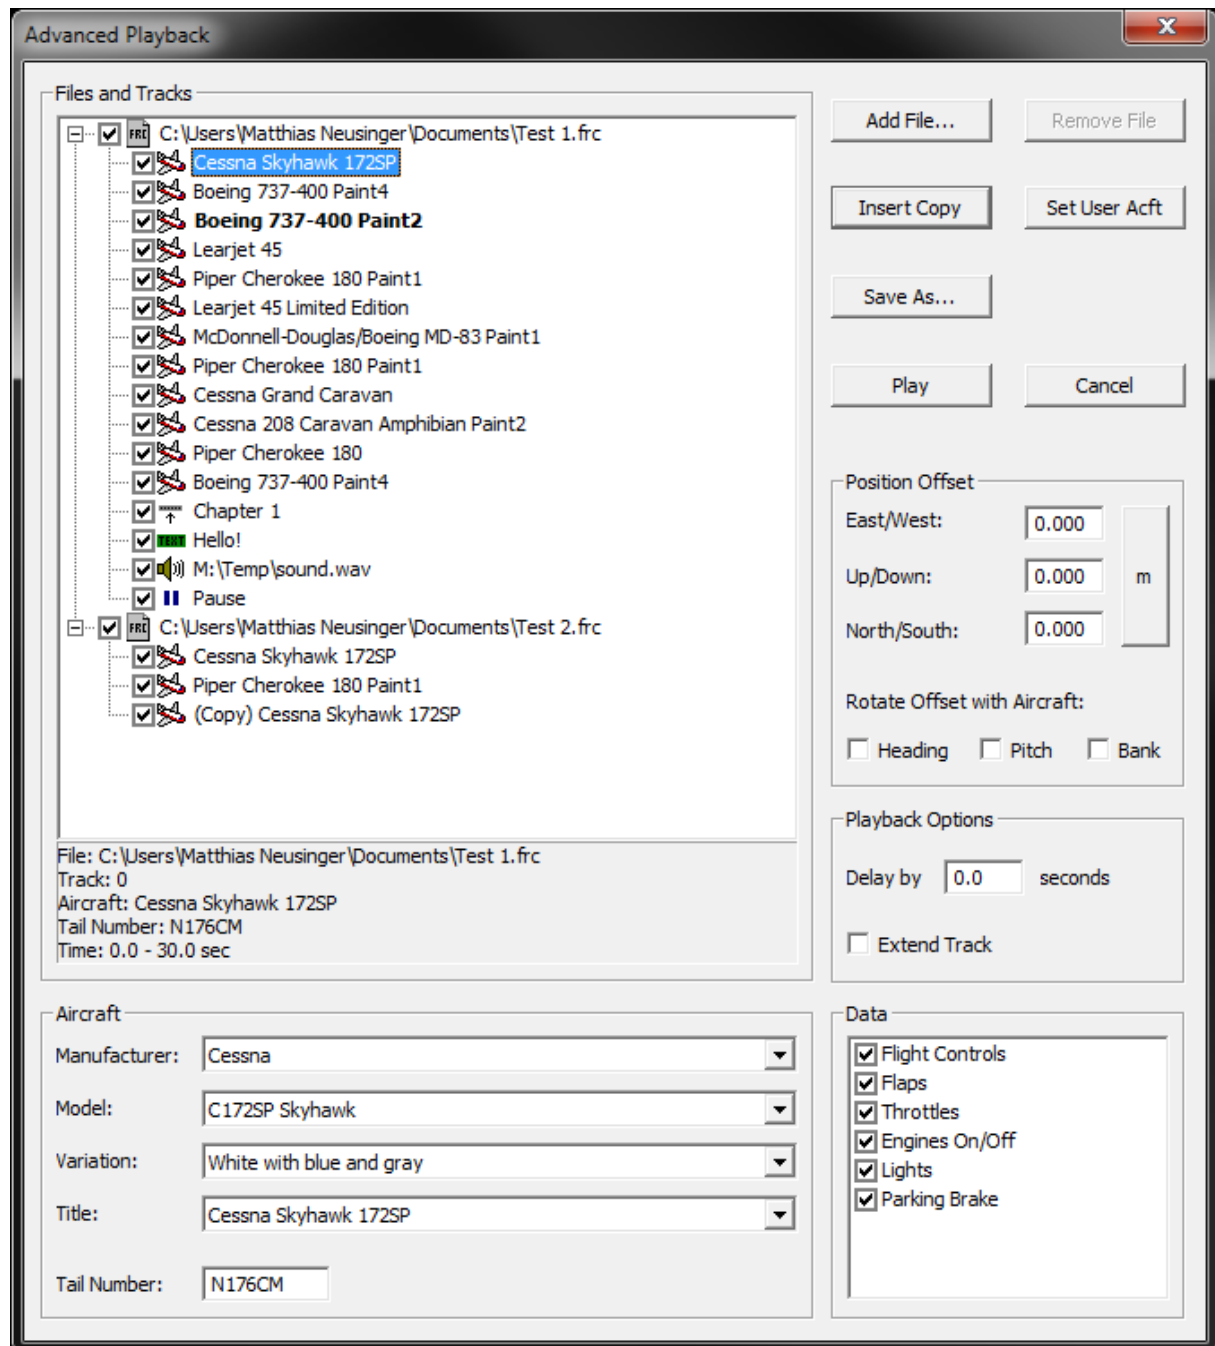 Advanced Playback
Files and Tracks
FRC C:\Users\Matthias Neusinger\Documents\Test 1.frc
Cessna Skyhawk 172SP
Boeing 737-400 Paint4
Boeing 737-400 Paint2
Learjet 45
Piper Cherokee 180 Paint1
Learjet 45 Limited Edition
McDonnell-Douglas/Boeing MD-83 Paint1
Piper Cherokee 180 Paint1
Cessna Grand Caravan
Cessna 208 Caravan Amphibian Paint2
Piper Cherokee 180
Boeing 737-400 Paint4
Chapter 1
TEXT Hello!
M:\Temp\sound.wav
Pause
FRC C:\Users\Matthias Neusinger\Documents\Test 2.frc
Cessna Skyhawk 172SP
Piper Cherokee 180 Paint1
(Copy) Cessna Skyhawk 172SP
File: C:\Users\Matthias Neusinger\Documents\Test 1.frc
Track: 0
Aircraft: Cessna Skyhawk 172SP
Tail Number: N176CM
Time: 0.0 - 30.0 sec
Add File... Remove File
Insert Copy Set User Acft
Save As...
Play Cancel
Position Offset
East/West: 0.000
Up/Down: 0.000 m
North/South: 0.000
Rotate Offset with Aircraft:
Heading Pitch Bank
Playback Options
Delay by 0.0 seconds
Extend Track
Aircraft
Manufacturer: Cessna
Model: C172SP Skyhawk
Variation: White with blue and gray
Title: Cessna Skyhawk 172SP
Tail Number: N176CM
Data
Flight Controls
Flaps
Throttles
Engines On/Off
Lights
Parking Brake